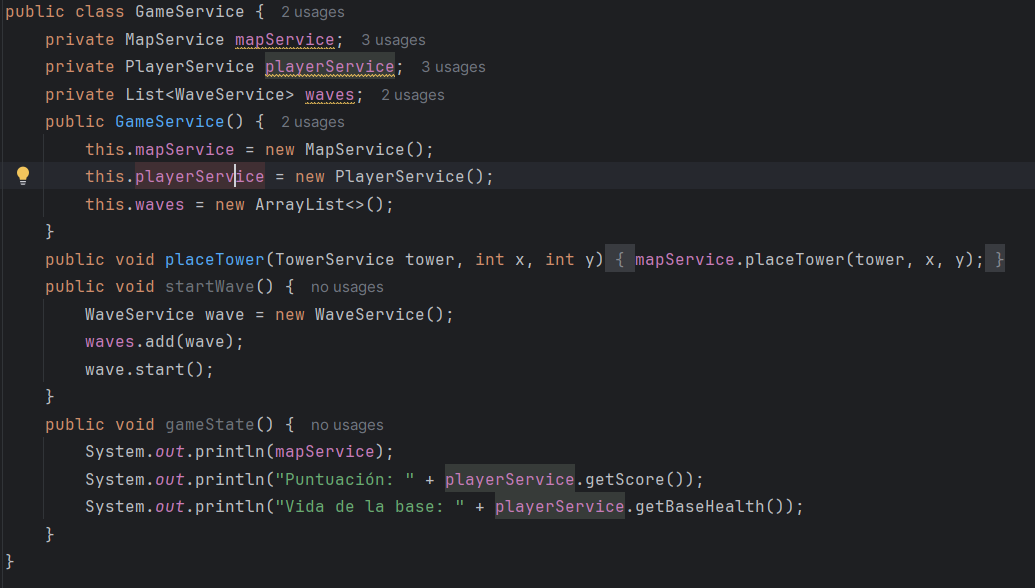 public class GameService {  2 usages
    private MapService mapService;  3 usages
    private PlayerService playerService;  3 usages
    private List<WaveService> waves;  2 usages
    public GameService() {  2 usages
        this.mapService = new MapService();
        this.playerService = new PlayerService();
        this.waves = new ArrayList<>();
    }
    public void placeTower(TowerService tower, int x, int y) { mapService.placeTower(tower, x, y); }
    public void startWave() {  no usages
        WaveService wave = new WaveService();
        waves.add(wave);
        wave.start();
    }
    public void gameState() {  no usages
        System.out.println(mapService);
        System.out.println("Puntuación: " + playerService.getScore());
        System.out.println("Vida de la base: " + playerService.getBaseHealth());
    }
}